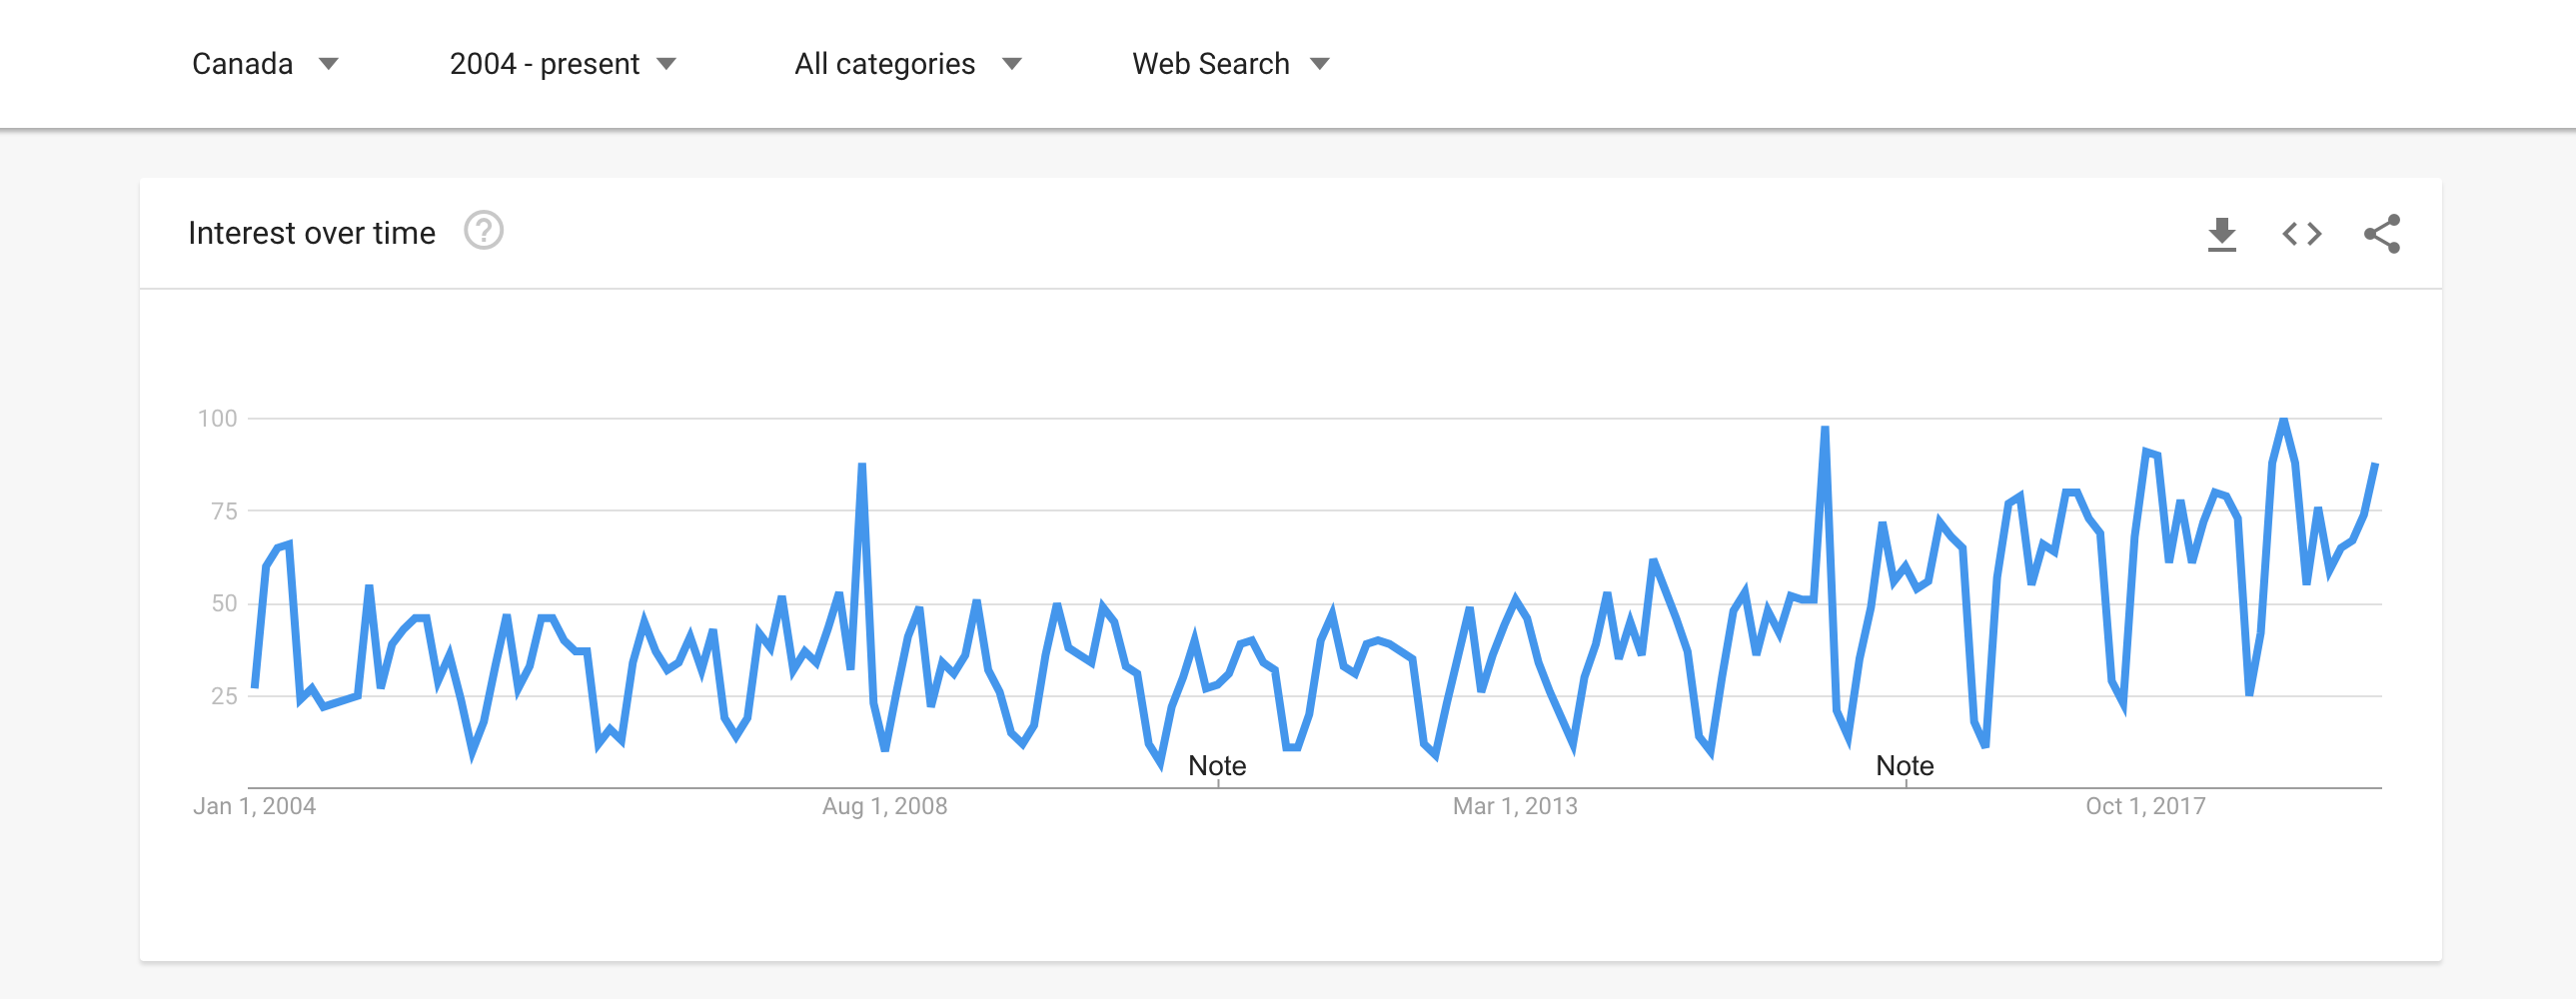 Canada 2004 - present All categories Web Search
Interest over time ?
100
75
50
25
Note Note
Jan 1, 2004 Aug 1, 2008 Mar 1, 2013 Oct 1, 2017